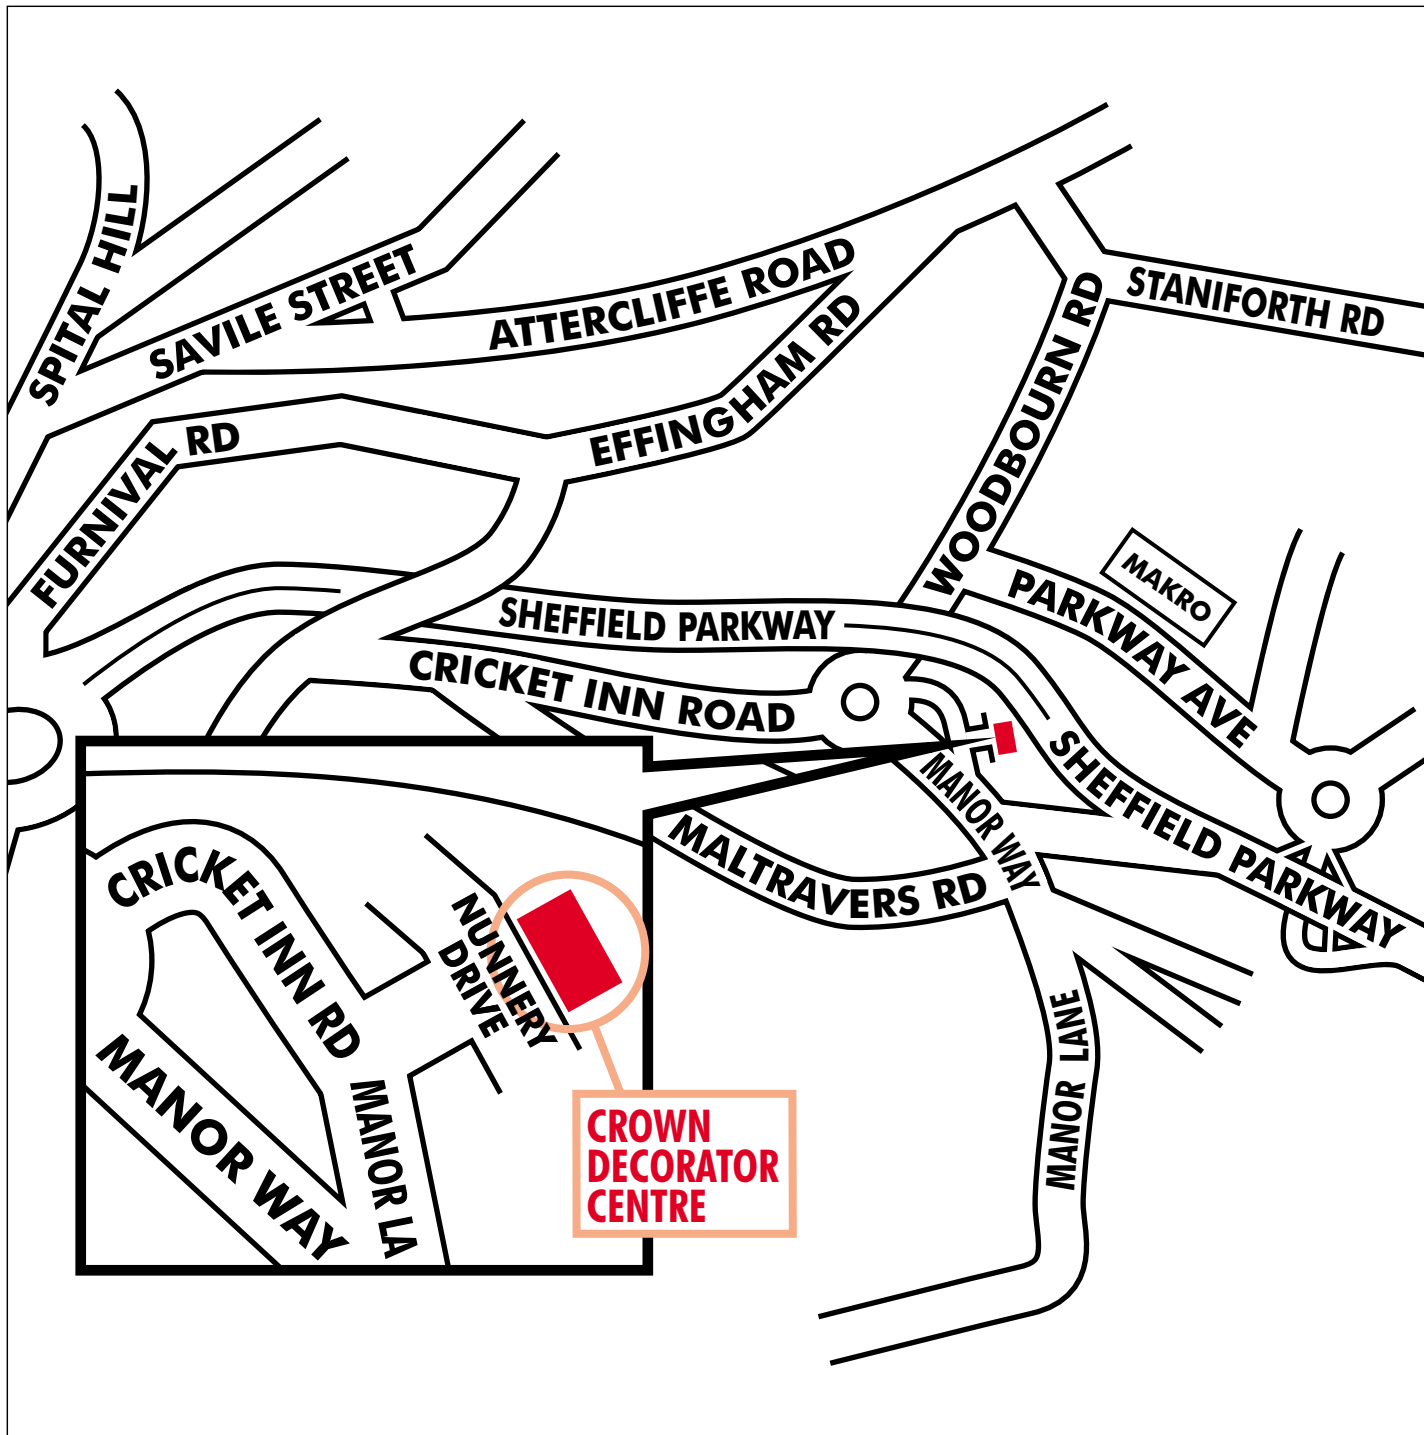 SPITAL HILL
SAVILE STREET
ATTERCLIFFE ROAD
STANIFORTH RD
EFFINGHAM RD
WOODBOURN RD
FURNIVAL RD
MAKRO
PARKWAY AVE
SHEFFIELD PARKWAY
CRICKET INN ROAD
SHEFFIELD PARKWAY
MANOR WAY
MALTRAVERS RD
MANOR LANE
CRICKET INN RD
NUNNERY
DRIVE
MANOR WAY
MANOR LA
CROWN
DECORATOR
CENTRE